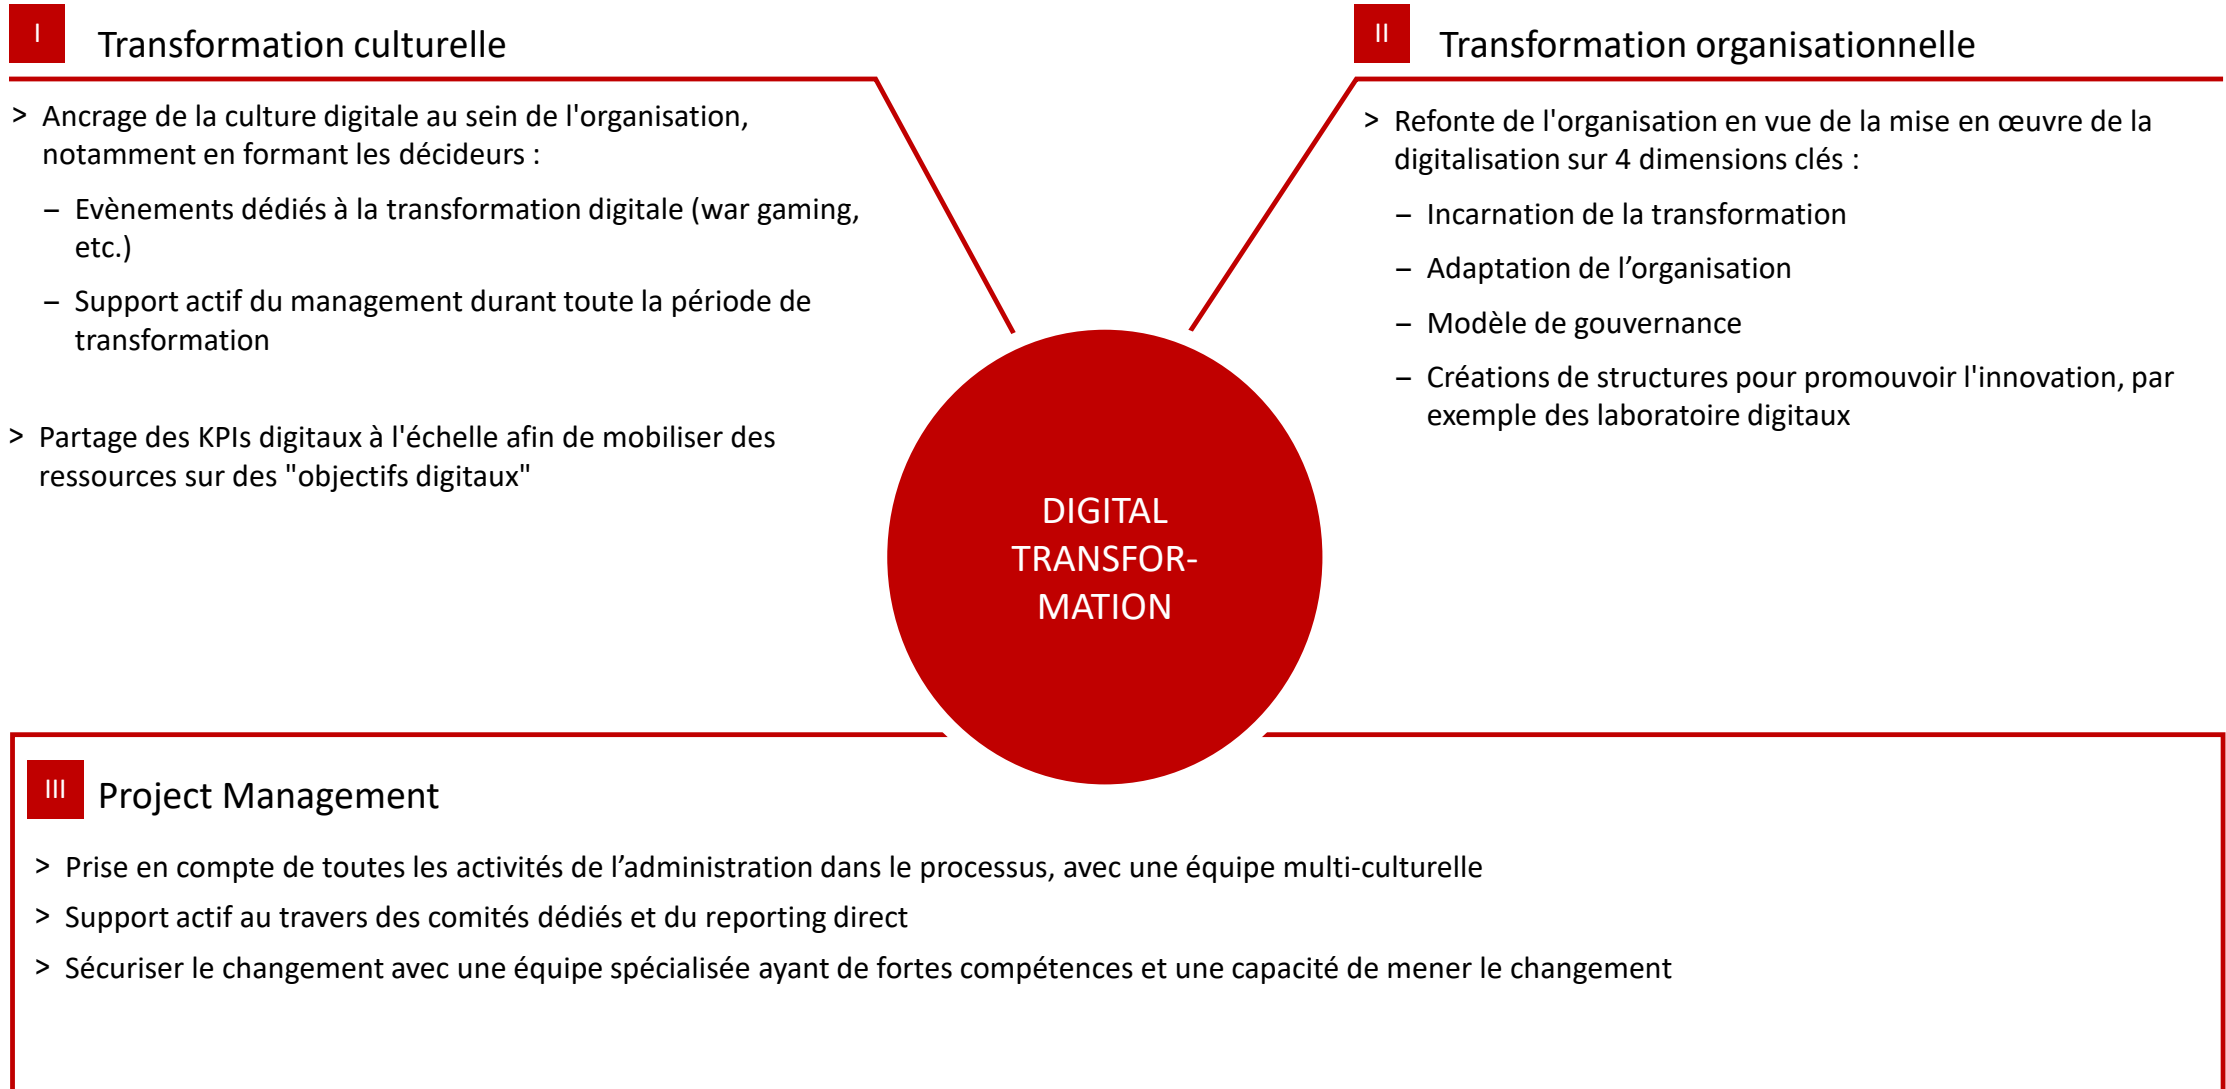 I
Transformation culturelle
> Ancrage de la culture digitale au sein de l'organisation,
notamment en formant les décideurs :
– Evènements dédiés à la transformation digitale (war gaming,
etc.)
– Support actif du management durant toute la période de
transformation
> Partage des KPIs digitaux à l'échelle afin de mobiliser des
ressources sur des "objectifs digitaux"
II
Transformation organisationnelle
> Refonte de l'organisation en vue de la mise en œuvre de la
digitalisation sur 4 dimensions clés :
– Incarnation de la transformation
– Adaptation de l’organisation
– Modèle de gouvernance
– Créations de structures pour promouvoir l'innovation, par
exemple des laboratoire digitaux
DIGITAL
TRANSFOR-
MATION
III
Project Management
> Prise en compte de toutes les activités de l’administration dans le processus, avec une équipe multi-culturelle
> Support actif au travers des comités dédiés et du reporting direct
> Sécuriser le changement avec une équipe spécialisée ayant de fortes compétences et une capacité de mener le changement